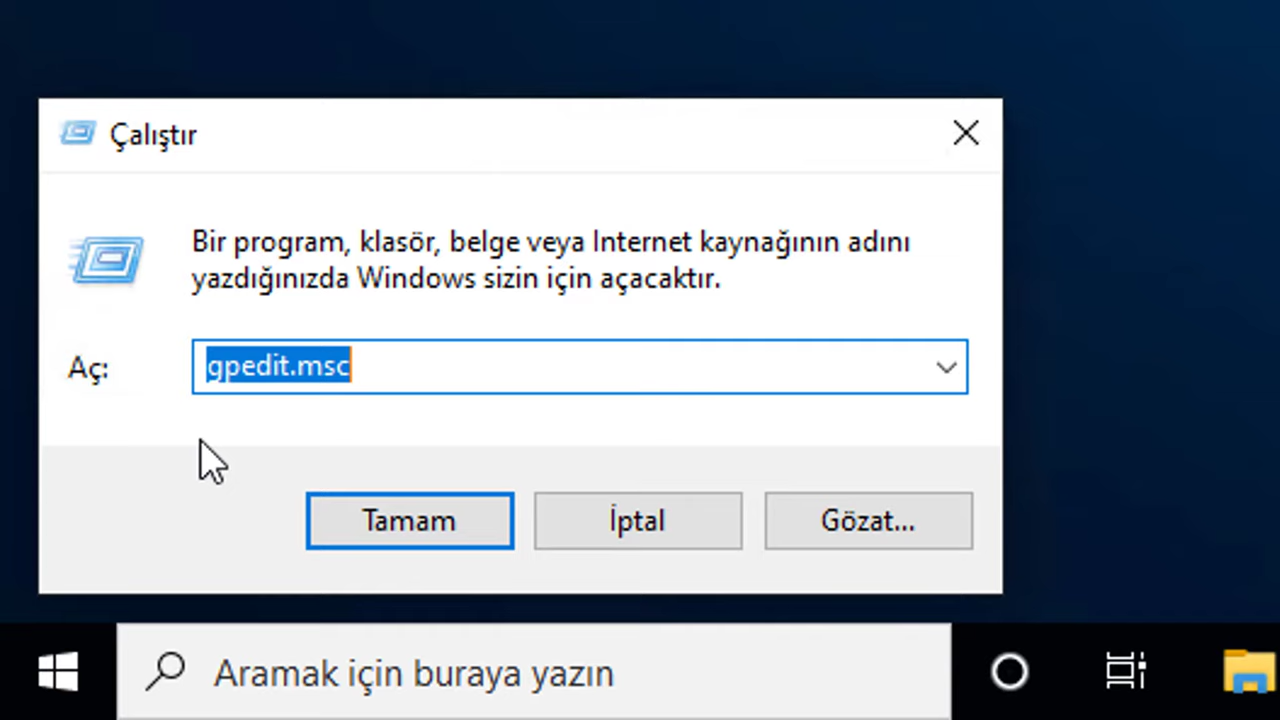 Çalıştır
Bir program, klasör, belge veya Internet kaynağının adını
yazdığınızda Windows sizin için açacaktır.
Aç: gpedit.msc
Tamam İptal Gözat...
Aramak için buraya yazın